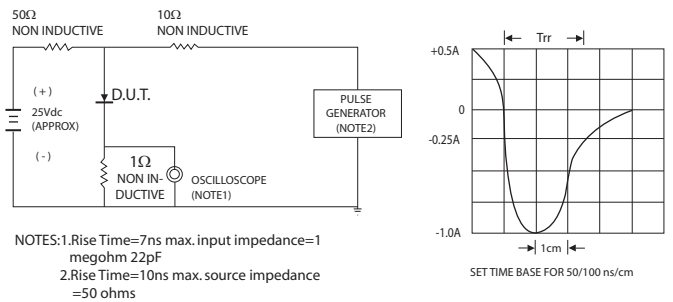 50Ω
NON INDUCTIVE
10Ω
NON INDUCTIVE
(+)
25Vdc
(APPROX)
(-)
D.U.T.
1Ω
NON IN-
DUCTIVE
OSCILLOSCOPE
(NOTE1)
PULSE
GENERATOR
(NOTE2)
NOTES:1.Rise Time=7ns max. input impedance=1
megohm 22pF
2.Rise Time=10ns max. source impedance
=50 ohms
Trr
+0.5A
0
-0.25A
-1.0A
1cm
SET TIME BASE FOR 50/100 ns/cm